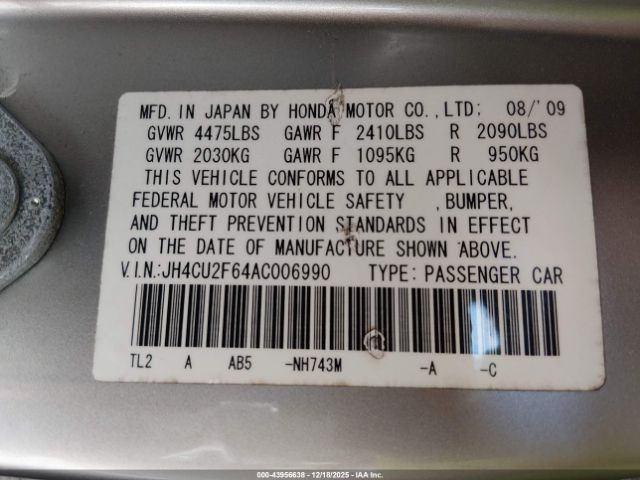 MFD. IN JAPAN BY HONDA MOTOR CO.,LTD; 08/'09
GVWR 4475LBS GAWR F 2410LBS R 2090LBS
GVWR 2030KG GAWR F 1095KG R 950KG
THIS VEHICLE CONFORMS TO ALL APPLICABLE
FEDERAL MOTOR VEHICLE SAFETY ,BUMPER,
AND THEFT PREVENTION STANDARDS IN EFFECT
ON THE DATE OF MANUFACTURE SHOWN ABOVE.
V.I.N.:JH4CU2F64AC006990 TYPE: PASSENGER CAR
TL2 A AB5 -NH743M -A -C
000-43956638 - 12/18/2025 - IAA Inc.